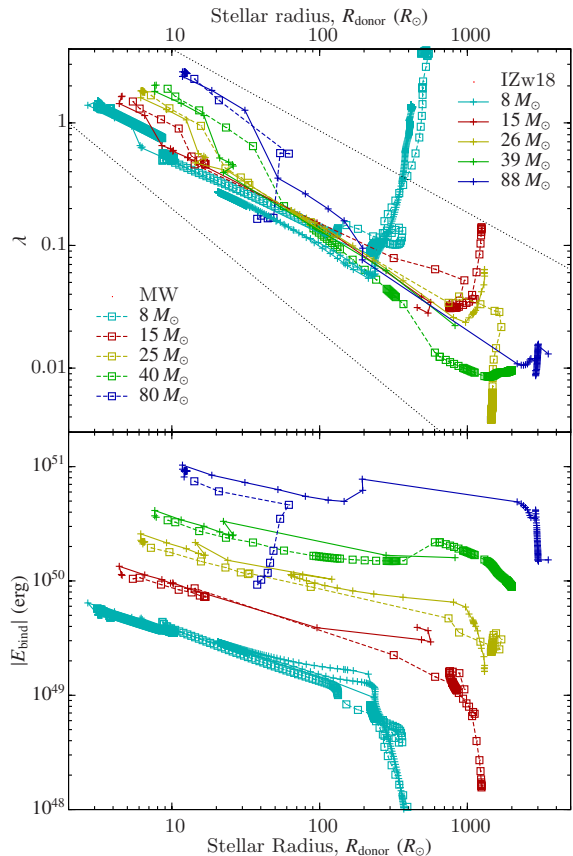 Stellar radius, R_donor (R_⊙)
10 100 1000
1
0.1
0.01
λ
IZw18
8 M_⊙
15 M_⊙
26 M_⊙
39 M_⊙
88 M_⊙
MW
8 M_⊙
15 M_⊙
25 M_⊙
40 M_⊙
80 M_⊙
10^51
10^50
10^49
10^48
|E_bind| (erg)
10 100 1000
Stellar Radius, R_donor (R_⊙)